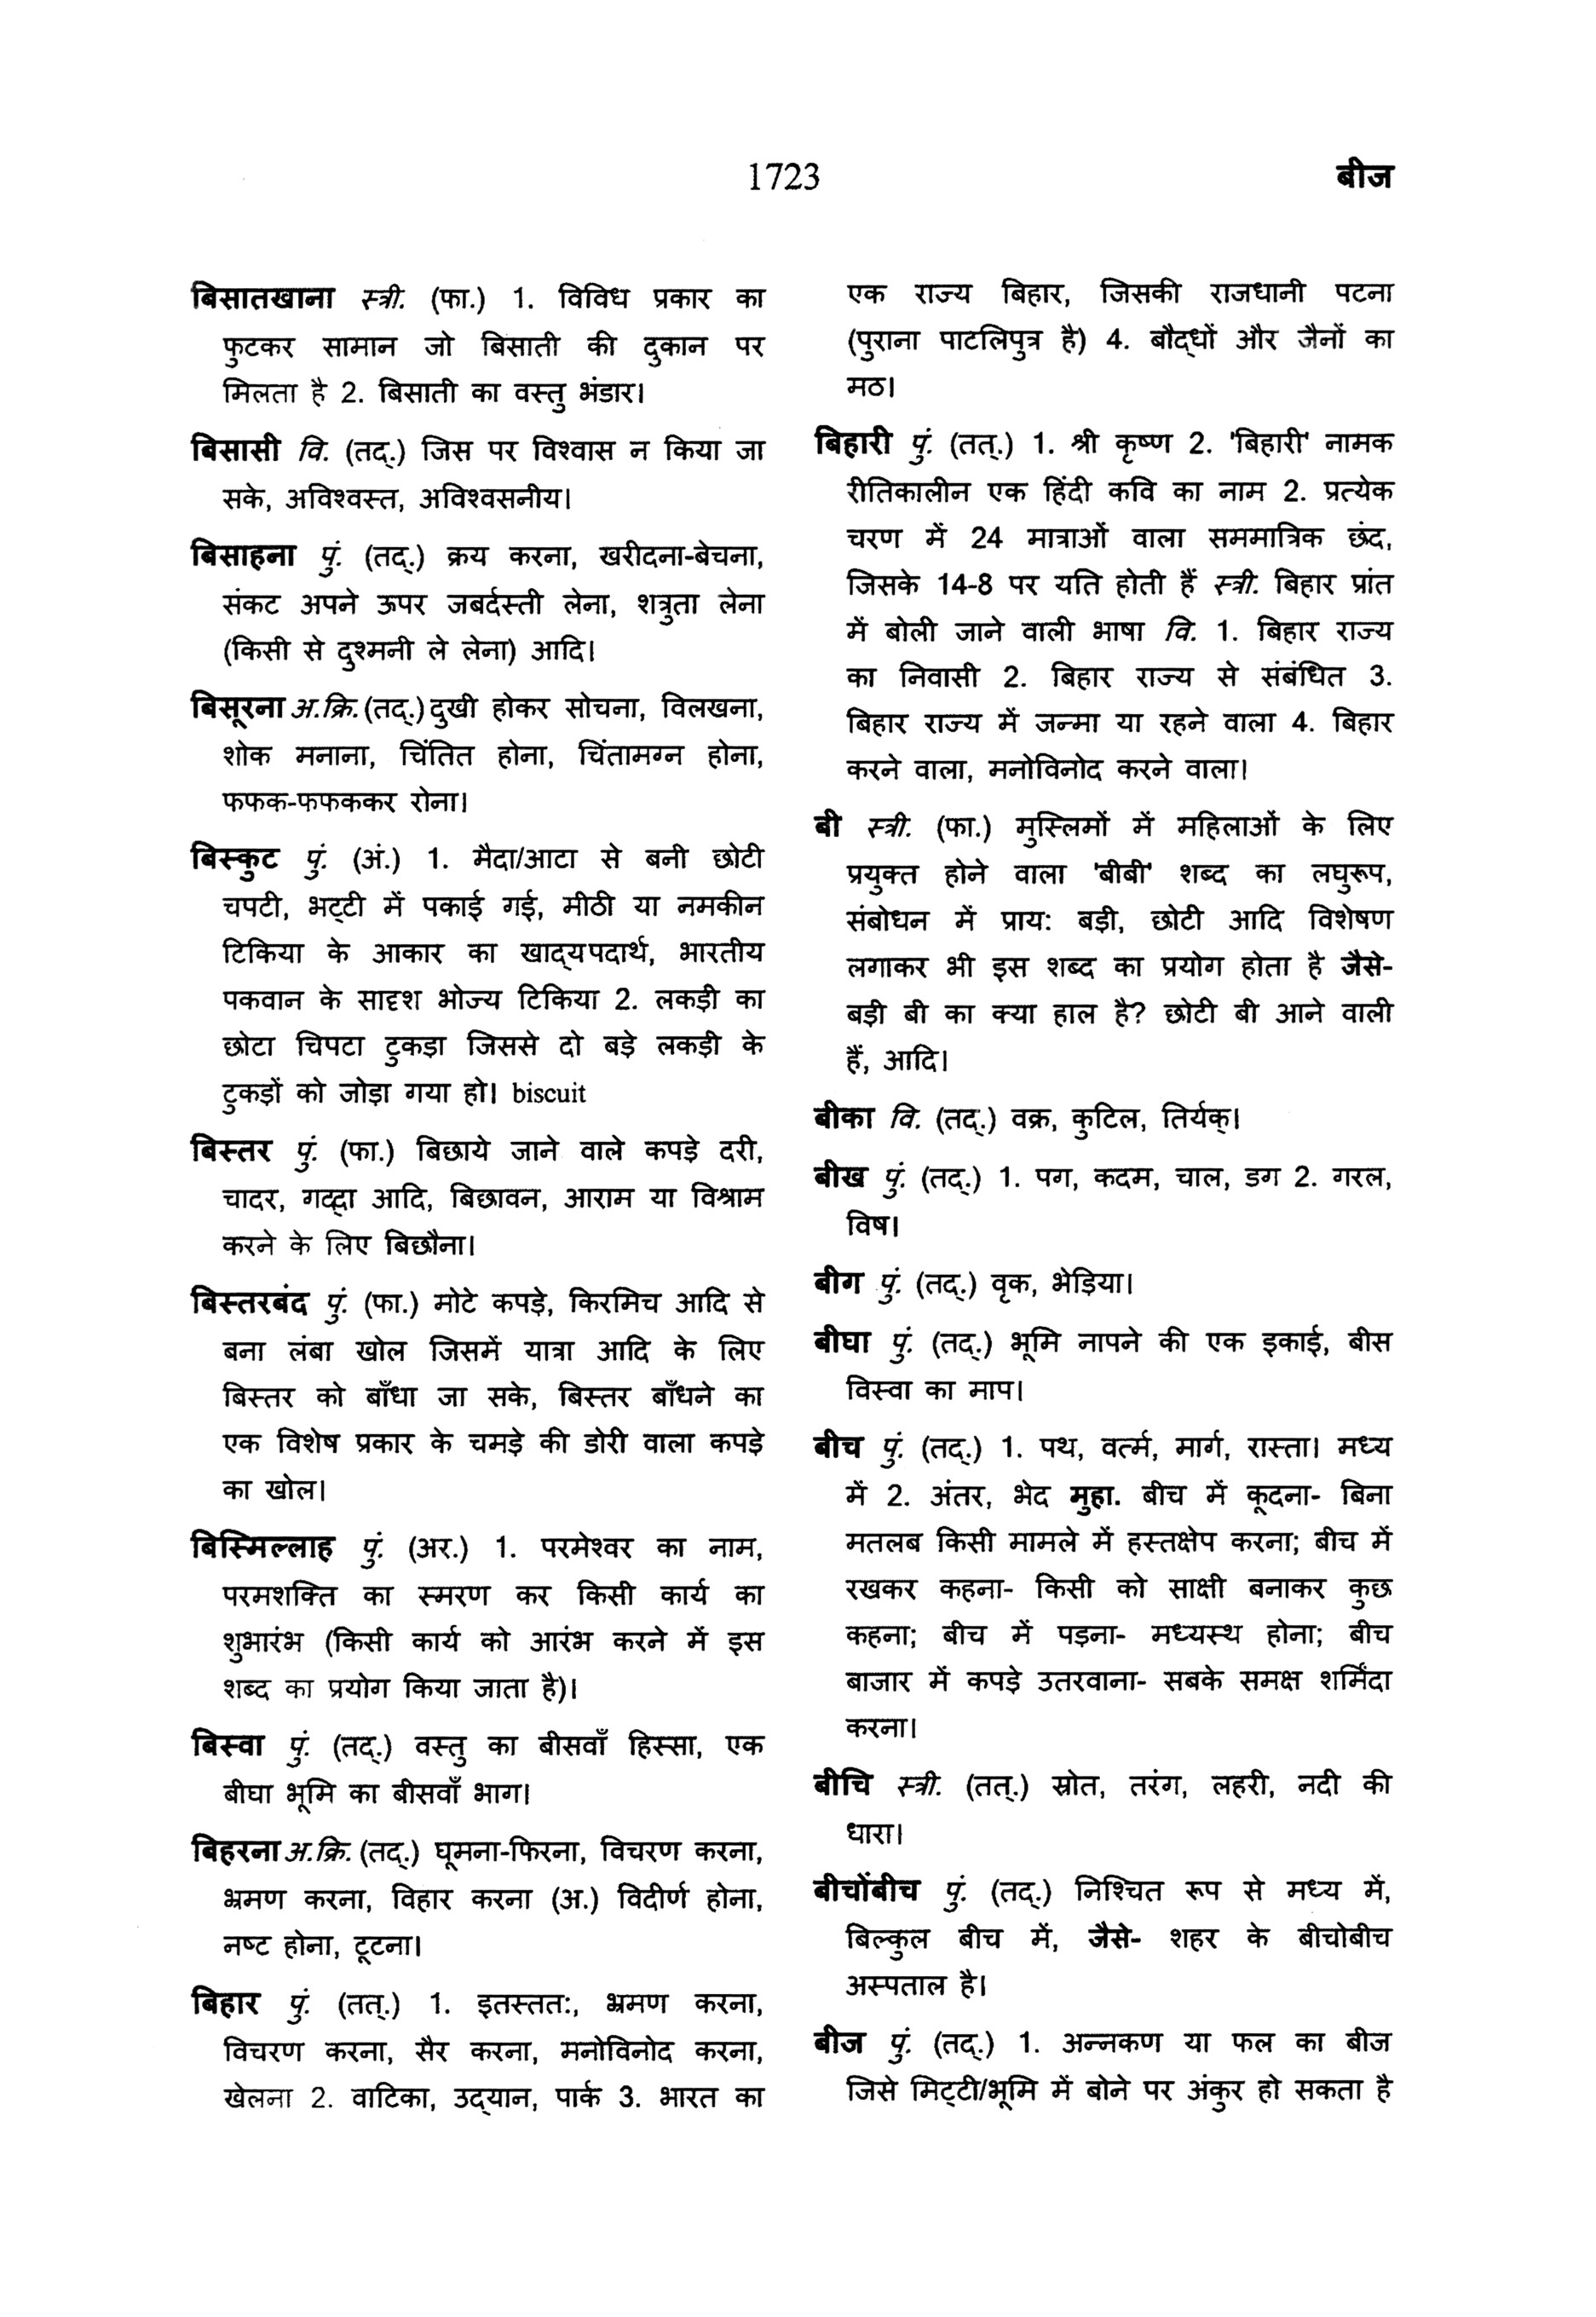 1723
बीज
बिसातखाना स्त्री. (फा.) 1. विविध प्रकार का
फुटकर सामान जो बिसाती की दुकान पर
मिलता है 2. बिसाती का वस्तु भंडार।
बिसासी वि. (तद्.) जिस पर विश्वास न किया जा
सके, अविश्वस्त, अविश्वसनीय।
बिसाहना पुं. (तद्.) क्रय करना, खरीदना-बेचना,
संकट अपने ऊपर जबर्दस्ती लेना, शत्रुता लेना
(किसी से दुश्मनी ले लेना) आदि।
बिसूरना अ.क्रि. (तद्.) दुखी होकर सोचना, विलखना,
शोक मनाना, चिंतित होना, चिंतामग्न होना,
फफक-फफककर रोना।
बिस्कुट पुं. (अं.) 1. मैदा/आटा से बनी छोटी
चपटी, भट्टी में पकाई गई, मीठी या नमकीन
टिकिया के आकार का खाद्यपदार्थ, भारतीय
पकवान के सादृश भोज्य टिकिया 2. लकड़ी का
छोटा चिपटा टुकड़ा जिससे दो बड़े लकड़ी के
टुकड़ों को जोड़ा गया हो। biscuit
बिस्तर पुं. (फा.) बिछाये जाने वाले कपड़े दरी,
चादर, गद्दा आदि, बिछावन, आराम या विश्राम
करने के लिए बिछौना।
बिस्तरबंद पुं. (फा.) मोटे कपड़े, किरमिच आदि से
बना लंबा खोल जिसमें यात्रा आदि के लिए
बिस्तर को बाँधा जा सके, बिस्तर बाँधने का
एक विशेष प्रकार के चमड़े की डोरी वाला कपड़े
का खोल।
बिस्मिल्लाह पुं. (अर.) 1. परमेश्वर का नाम,
परमशक्ति का स्मरण कर किसी कार्य का
शुभारंभ (किसी कार्य को आरंभ करने में इस
शब्द का प्रयोग किया जाता है)।
बिस्वा पुं. (तद्.) वस्तु का बीसवाँ हिस्सा, एक
बीघा भूमि का बीसवाँ भाग।
बिहरना अ.क्रि. (तद्.) घूमना-फिरना, विचरण करना,
भ्रमण करना, विहार करना (अ.) विदीर्ण होना,
नष्ट होना, टूटना।
बिहार पुं. (तत्.) 1. इतस्ततः, भ्रमण करना,
विचरण करना, सैर करना, मनोविनोद करना,
खेलना 2. वाटिका, उद्यान, पार्क 3. भारत का
एक राज्य बिहार, जिसकी राजधानी पटना
(पुराना पाटलिपुत्र है) 4. बौद्धों और जैनों का
मठ।
बिहारी पुं. (तत्.) 1. श्री कृष्ण 2. 'बिहारी' नामक
रीतिकालीन एक हिंदी कवि का नाम 2. प्रत्येक
चरण में 24 मात्राओं वाला सममात्रिक छंद,
जिसके 14-8 पर यति होती हैं स्त्री. बिहार प्रांत
में बोली जाने वाली भाषा वि. 1. बिहार राज्य
का निवासी 2. बिहार राज्य से संबंधित 3.
बिहार राज्य में जन्मा या रहने वाला 4. बिहार
करने वाला, मनोविनोद करने वाला।
बी स्त्री. (फा.) मुस्लिमों में महिलाओं के लिए
प्रयुक्त होने वाला 'बीबी' शब्द का लघुरूप,
संबोधन में प्राय: बड़ी, छोटी आदि विशेषण
लगाकर भी इस शब्द का प्रयोग होता है जैसे-
बड़ी बी का क्या हाल है? छोटी बी आने वाली
हैं, आदि।
बीका वि. (तद्.) वक्र, कुटिल, तिर्यक्।
बीख पुं. (तद्.) 1. पग, कदम, चाल, डग 2. गरल,
विष।
बीग पुं. (तद्.) वृक, भेड़िया।
बीघा पुं. (तद्.) भूमि नापने की एक इकाई, बीस
विस्वा का माप।
बीच पुं. (तद्.) 1. पथ, वर्त्म, मार्ग, रास्ता। मध्य
में 2. अंतर, भेद मुहा. बीच में कूदना- बिना
मतलब किसी मामले में हस्तक्षेप करना; बीच में
रखकर कहना- किसी को साक्षी बनाकर कुछ
कहना; बीच में पड़ना- मध्यस्थ होना; बीच
बाजार में कपड़े उतरवाना- सबके समक्ष शर्मिंदा
करना।
बीचि स्त्री. (तत्.) स्रोत, तरंग, लहरी, नदी की
धारा।
बीचोंबीच पुं. (तद्.) निश्चित रूप से मध्य में,
बिल्कुल बीच में, जैसे- शहर के बीचोबीच
अस्पताल है।
बीज पुं. (तद्.) 1. अन्नकण या फल का बीज
जिसे मिट्टी/भूमि में बोने पर अंकुर हो सकता है